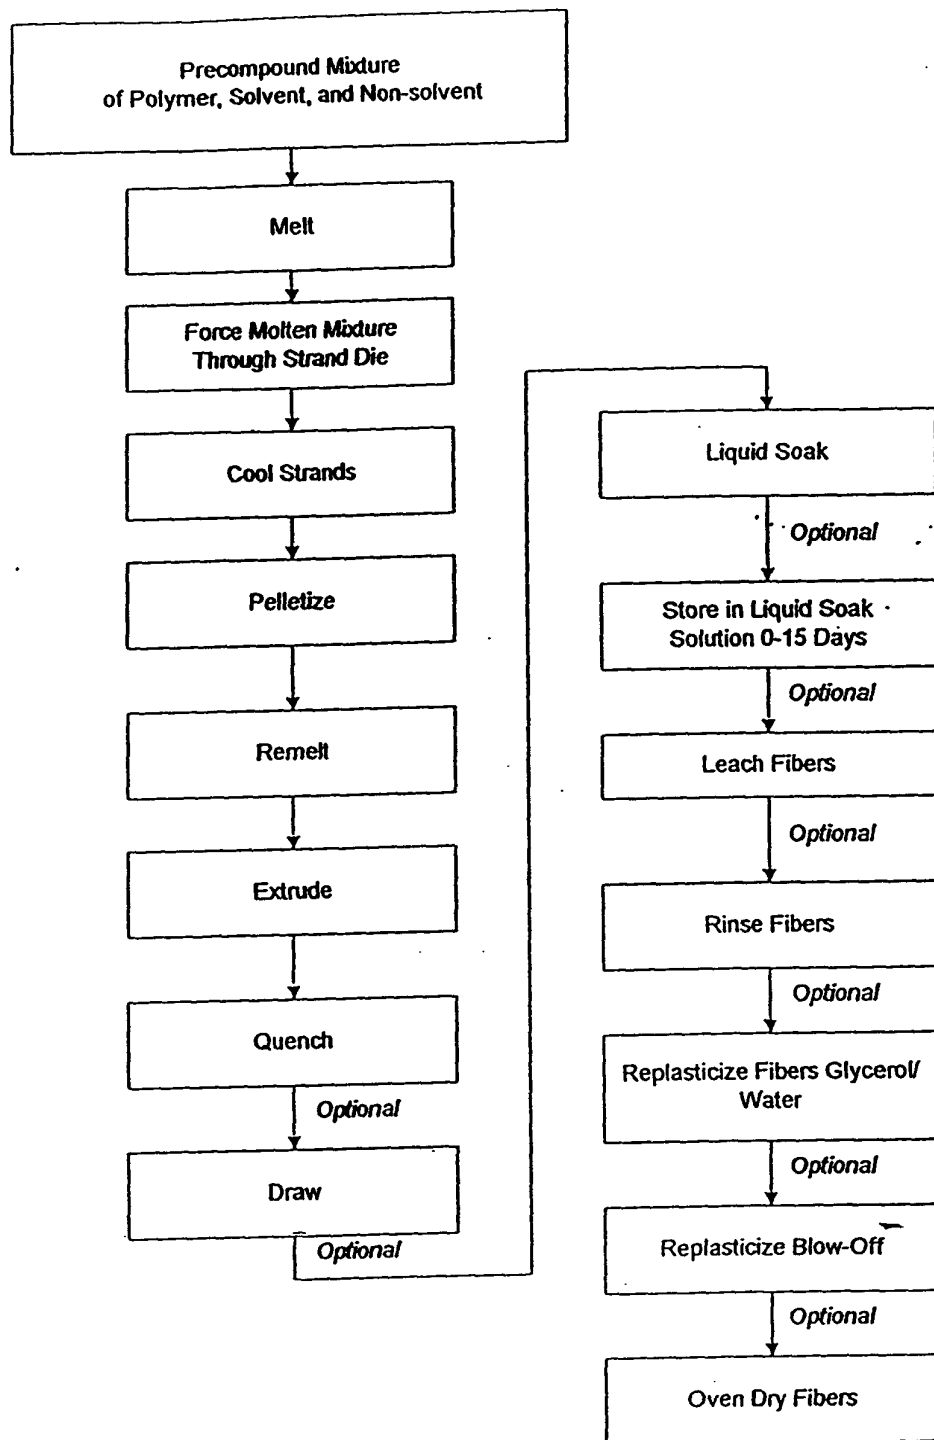 Precompound Mixture
of Polymer, Solvent, and Non-solvent
Melt
Force Molten Mixture
Through Strand Die
Cool Strands
Pelletize
Remelt
Extrude
Quench
Optional
Draw
Optional
Liquid Soak
Optional
Store in Liquid Soak
Solution 0-15 Days
Optional
Leach Fibers
Optional
Rinse Fibers
Optional
Replasticize Fibers Glycerol/
Water
Optional
Replasticize Blow-Off
Optional
Oven Dry Fibers